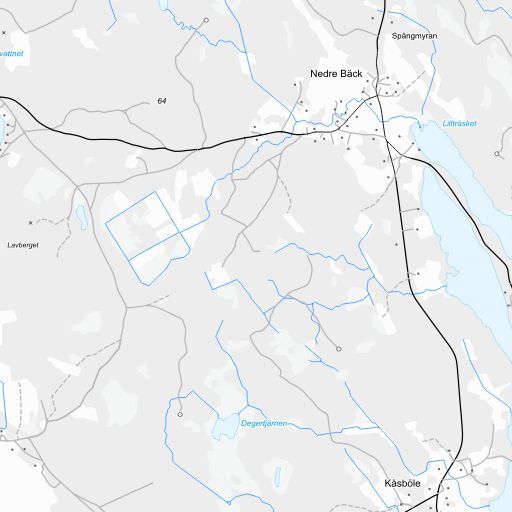 Spångmyran
vattnet
Nedre Bäck
64
Lillträsket
Lavberget
Degertjärnen
Kåsböle